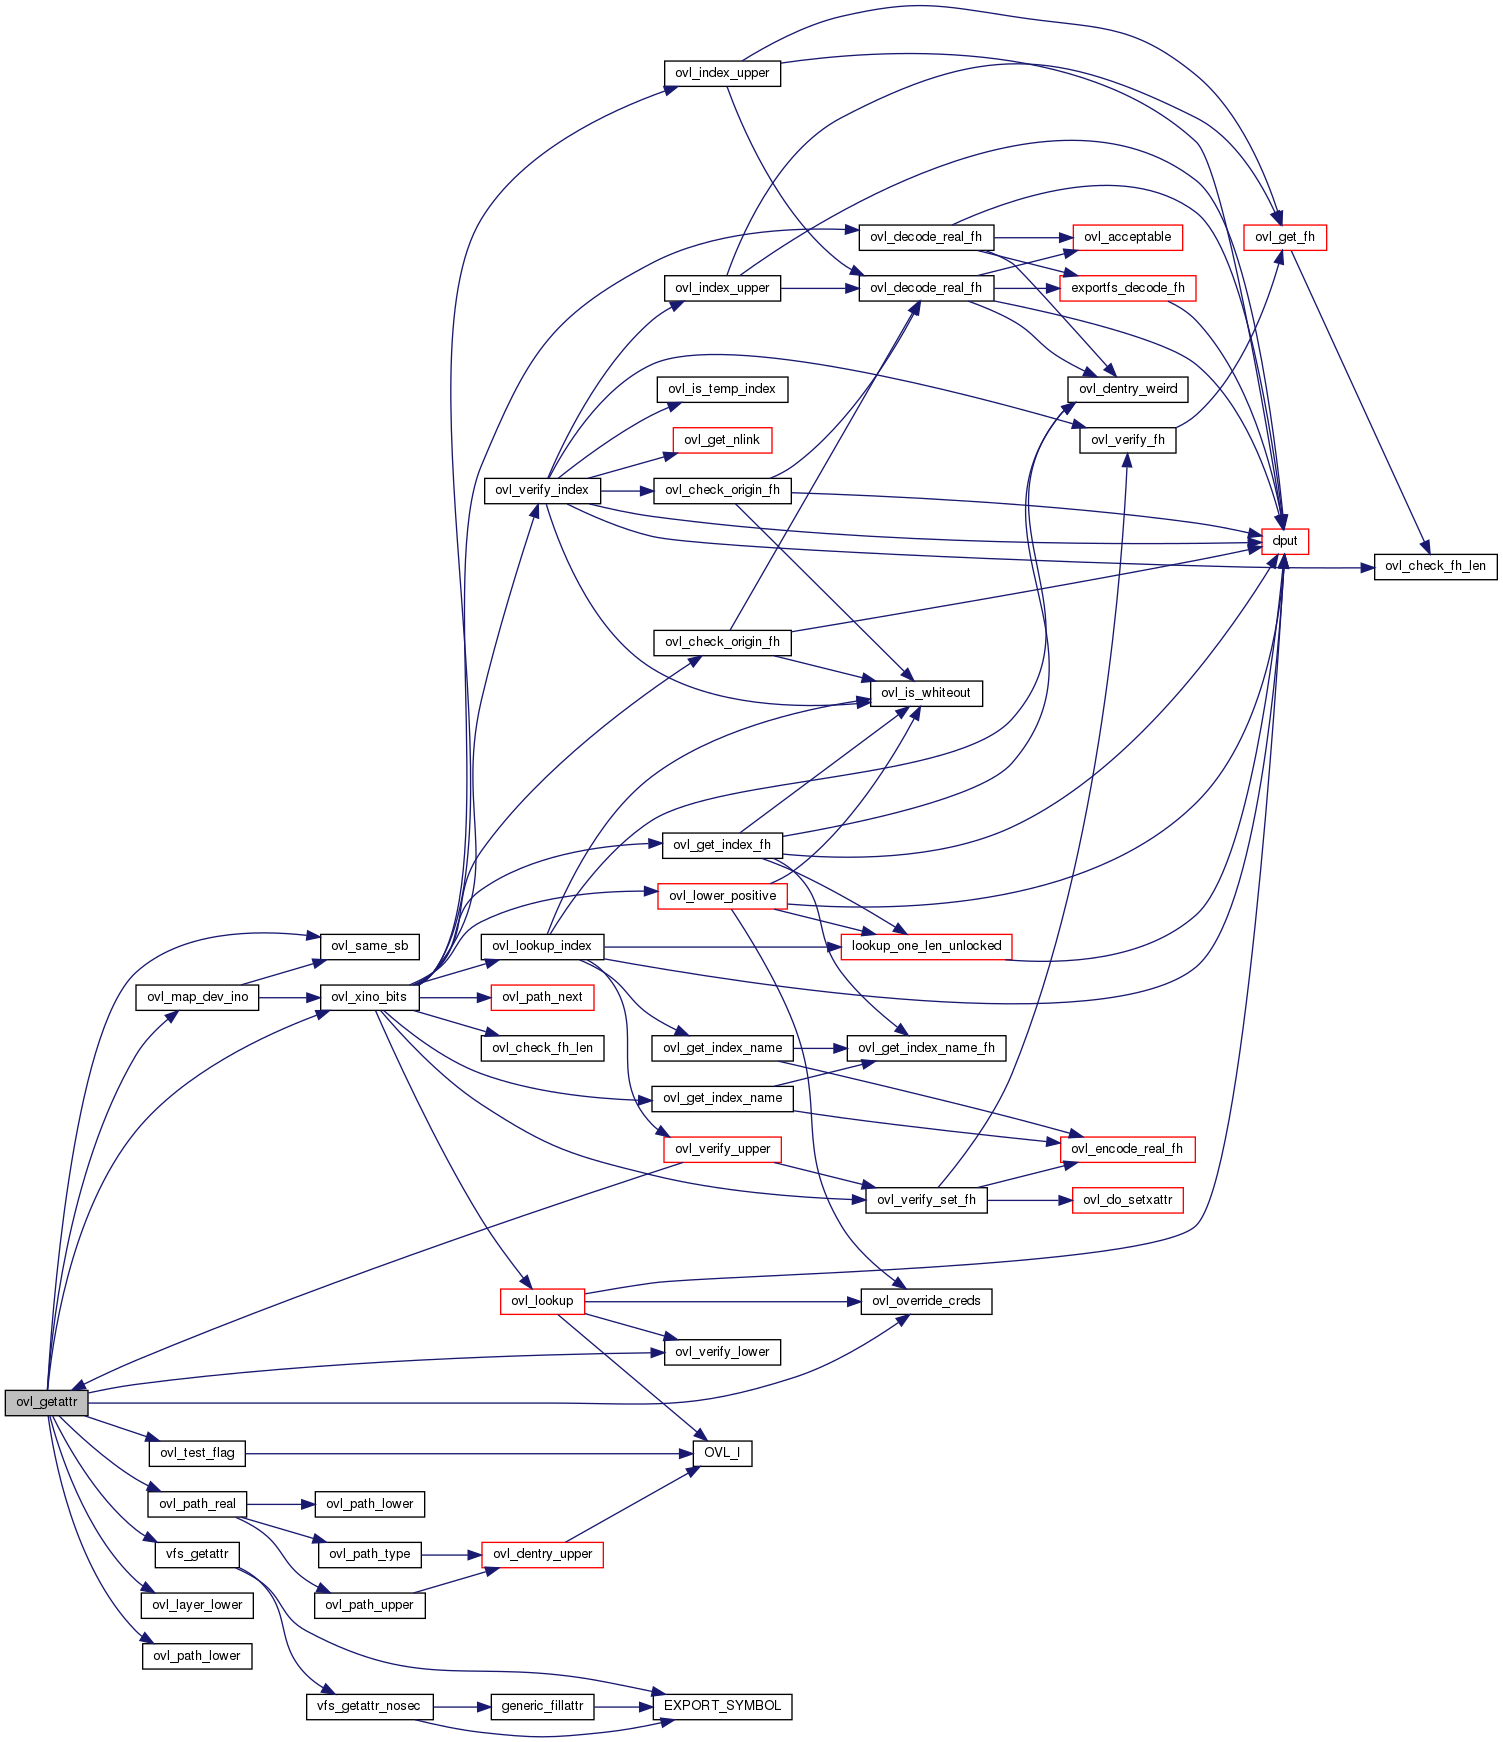 ovl_index_upper
ovl_decode_real_fh
ovl_acceptable
ovl_get_fh
ovl_index_upper
ovl_decode_real_fh
exportfs_decode_fh
ovl_is_temp_index
ovl_dentry_weird
ovl_get_nlink
ovl_verify_fh
ovl_verify_index
ovl_check_origin_fh
dput
ovl_check_fh_len
ovl_check_origin_fh
ovl_is_whiteout
ovl_get_index_fh
ovl_lower_positive
ovl_same_sb
ovl_lookup_index
lookup_one_len_unlocked
ovl_map_dev_ino
ovl_xino_bits
ovl_path_next
ovl_check_fh_len
ovl_get_index_name
ovl_get_index_name_fh
ovl_get_index_name
ovl_verify_upper
ovl_encode_real_fh
ovl_verify_set_fh
ovl_do_setxattr
ovl_lookup
ovl_override_creds
ovl_verify_lower
ovl_getattr
ovl_test_flag
OVL_I
ovl_path_real
ovl_path_lower
vfs_getattr
ovl_path_type
ovl_dentry_upper
ovl_layer_lower
ovl_path_upper
ovl_path_lower
vfs_getattr_nosec
generic_fillattr
EXPORT_SYMBOL